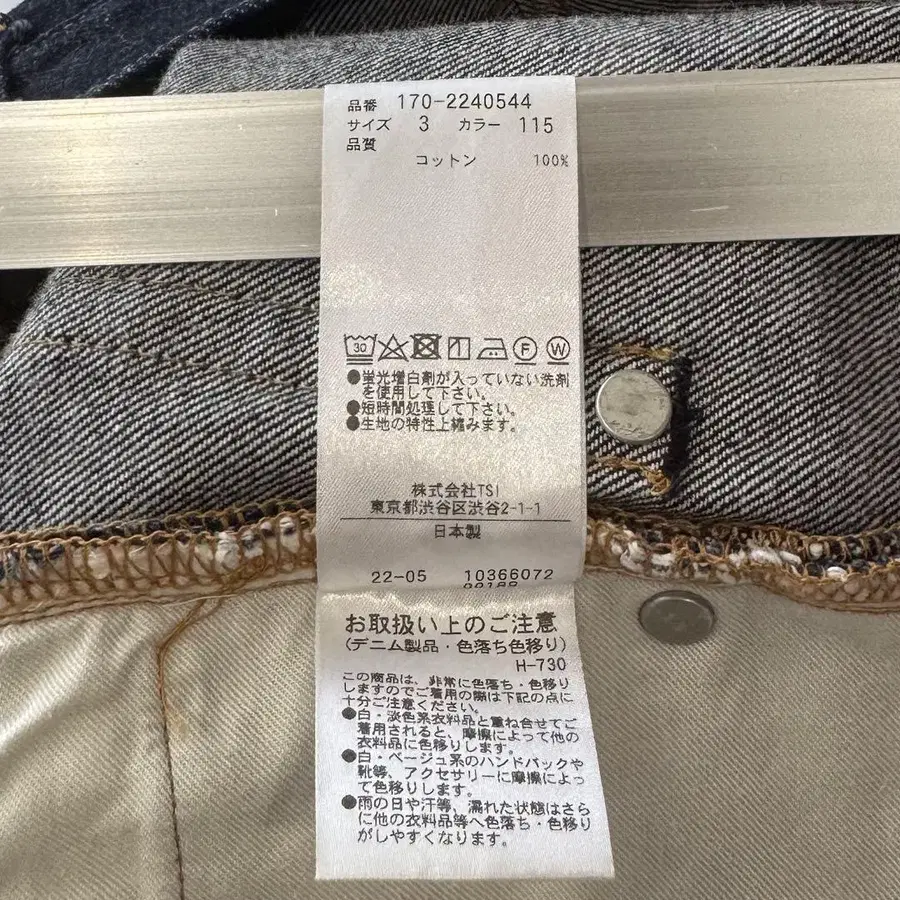 品番 170-2240544
サイズ 3 カラー 115
品質
コットン 100%
30 F W
●蛍光増白剤が入っていない洗剤
を使用して下さい。
●短時間処理して下さい。
●生地の特性上縮みます。
株式会社TSI
東京都渋谷区渋谷2-1-1
日本製
22-05 10366072
お取扱い上のご注意
(デニム製品・色落ち色移り)
H-730
この商品は、非常に色落ち・色移り
しますのでご着用の際は下記の点に
十分ご注意ください。
●白・淡色系衣料品と重ね合せてご
着用されると、摩擦によって他の
衣料品に色移りします。
●白・ベージュ系のハンドバックや
靴等、アクセサリーに摩擦によっ
て色移りします。
●雨の日や汗等、濡れた状態はさら
に他の衣料品等へ色落ち・色移り
がしやすくなります。